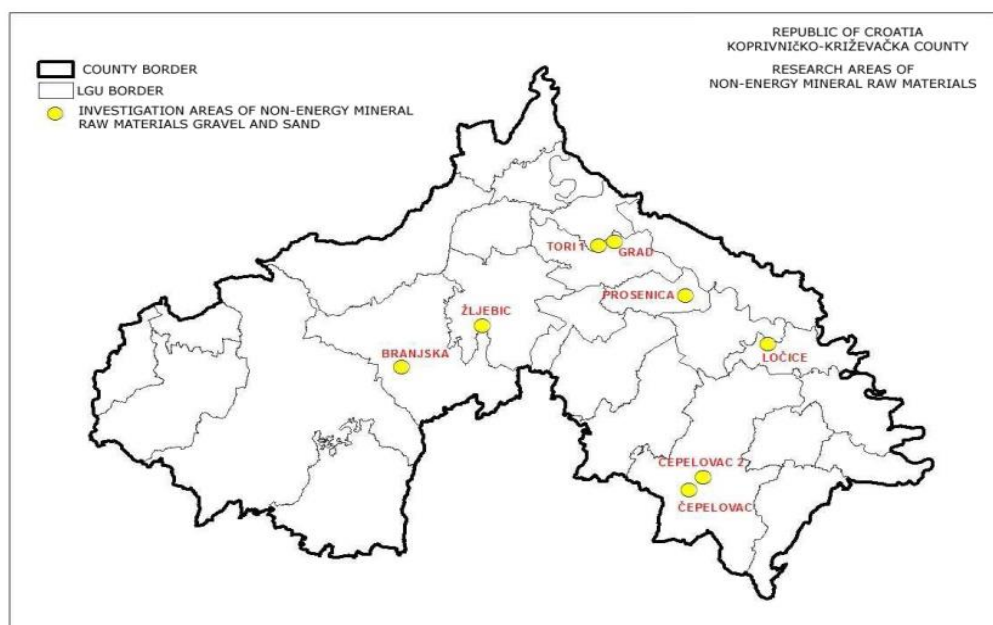 REPUBLIC OF CROATIA
KOPRIVNIčKO-KRIŽEVAČKA COUNTY
RESEARCH AREAS OF
NON-ENERGY MINERAL RAW MATERIALS
COUNTY BORDER
LGU BORDER
INVESTIGATION AREAS OF NON-ENERGY MINERAL
RAW MATERIALS GRAVEL AND SAND
TORI 1
GRAD
PROSENICA
ŽLJEBIC
BRANJSKA
LOČICE
ČEPELOVAC 2
ČEPELOVAC